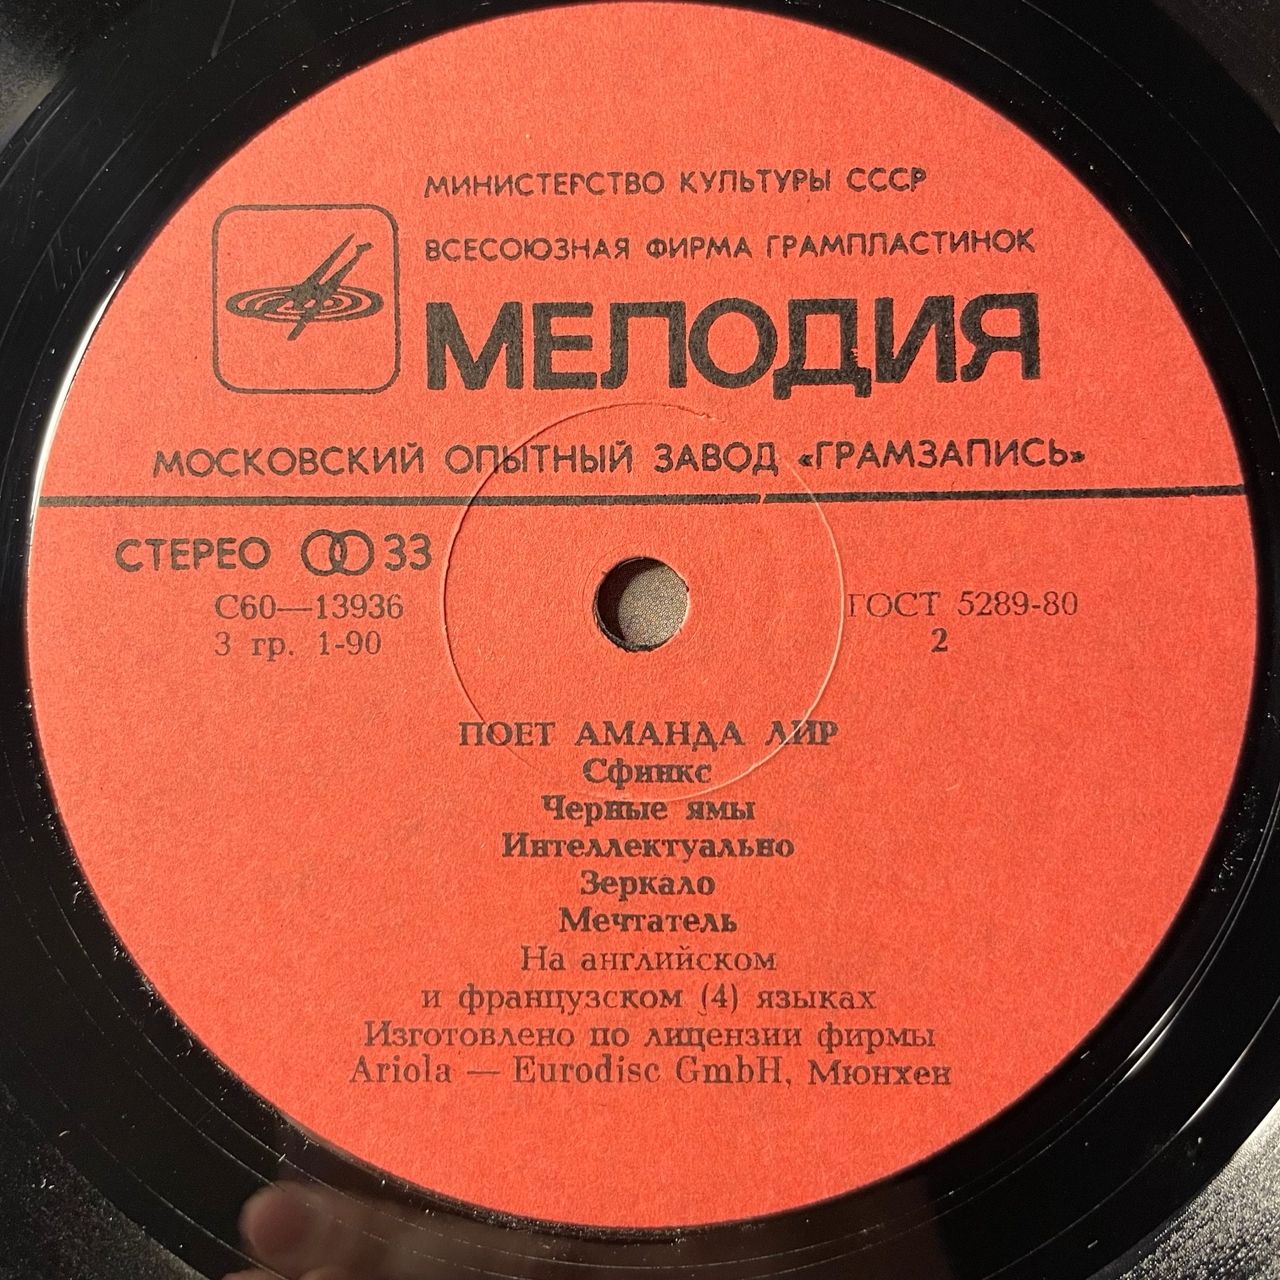 МИНИСТЕРСТВО КУЛЬТУРЫ СССР
ВСЕСОЮЗНАЯ ФИРМА ГРАМПЛАСТИНОК
МЕЛОДИЯ
МОСКОВСКИЙ ОПЫТНЫЙ ЗАВОД «ГРАМЗАПИСЬ»
СТЕРЕО 33
С60—13936 ГОСТ 5289-80
3 гр. 1-90 2
ПОЕТ АМАНДА ЛИР
Сфинкс
Черные ямы
Интеллектуально
Зеркало
Мечтатель
На английском
и французском (4) языках
Изготовлено по лицензии фирмы
Ariola — Eurodisc GmbH, Мюнхен